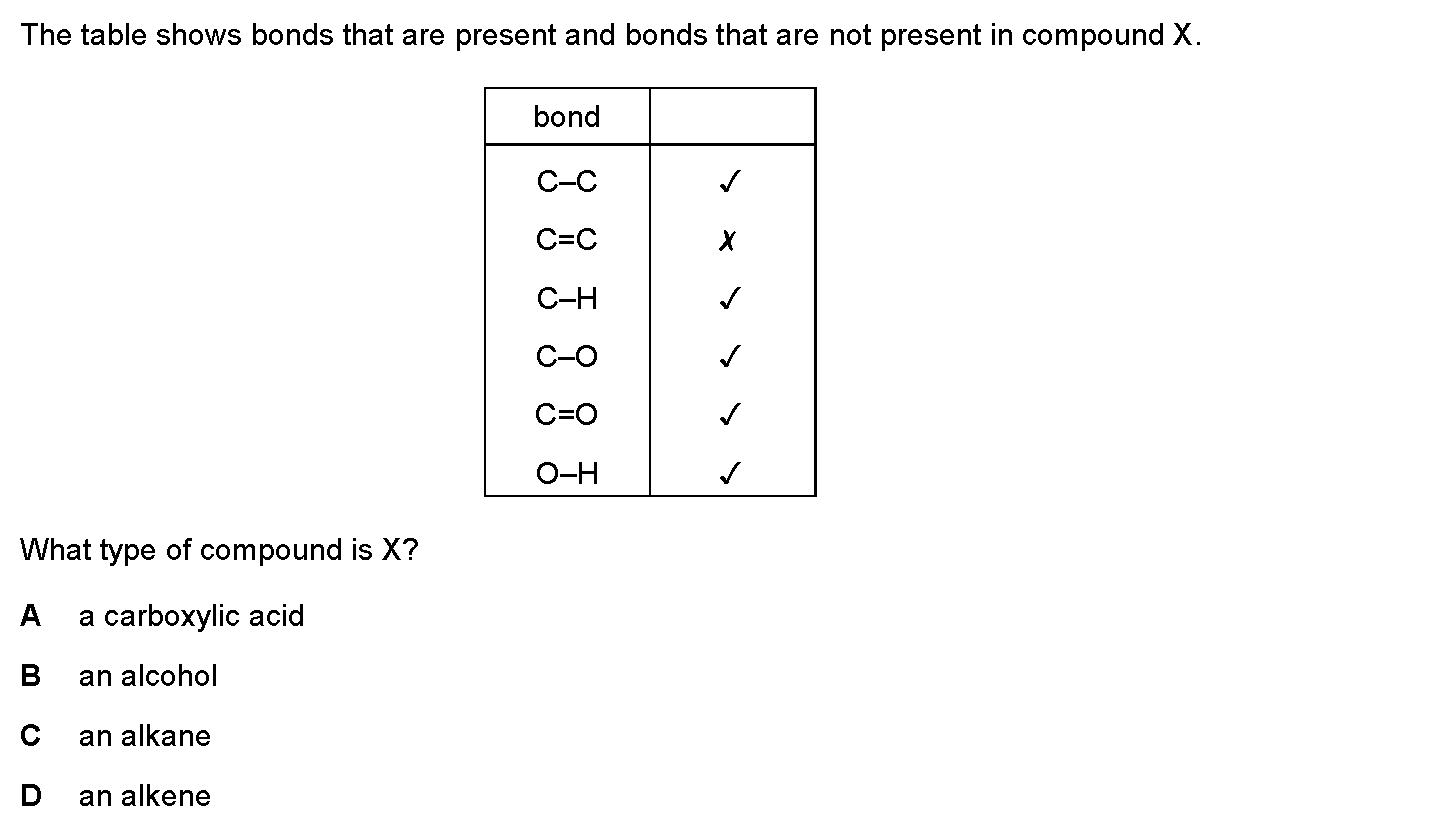 The table shows bonds that are present and bonds that are not present in compound X.
bond
C–C ✓
C=C ✗
C–H ✓
C–O ✓
C=O ✓
O–H ✓
What type of compound is X?
A a carboxylic acid
B an alcohol
C an alkane
D an alkene